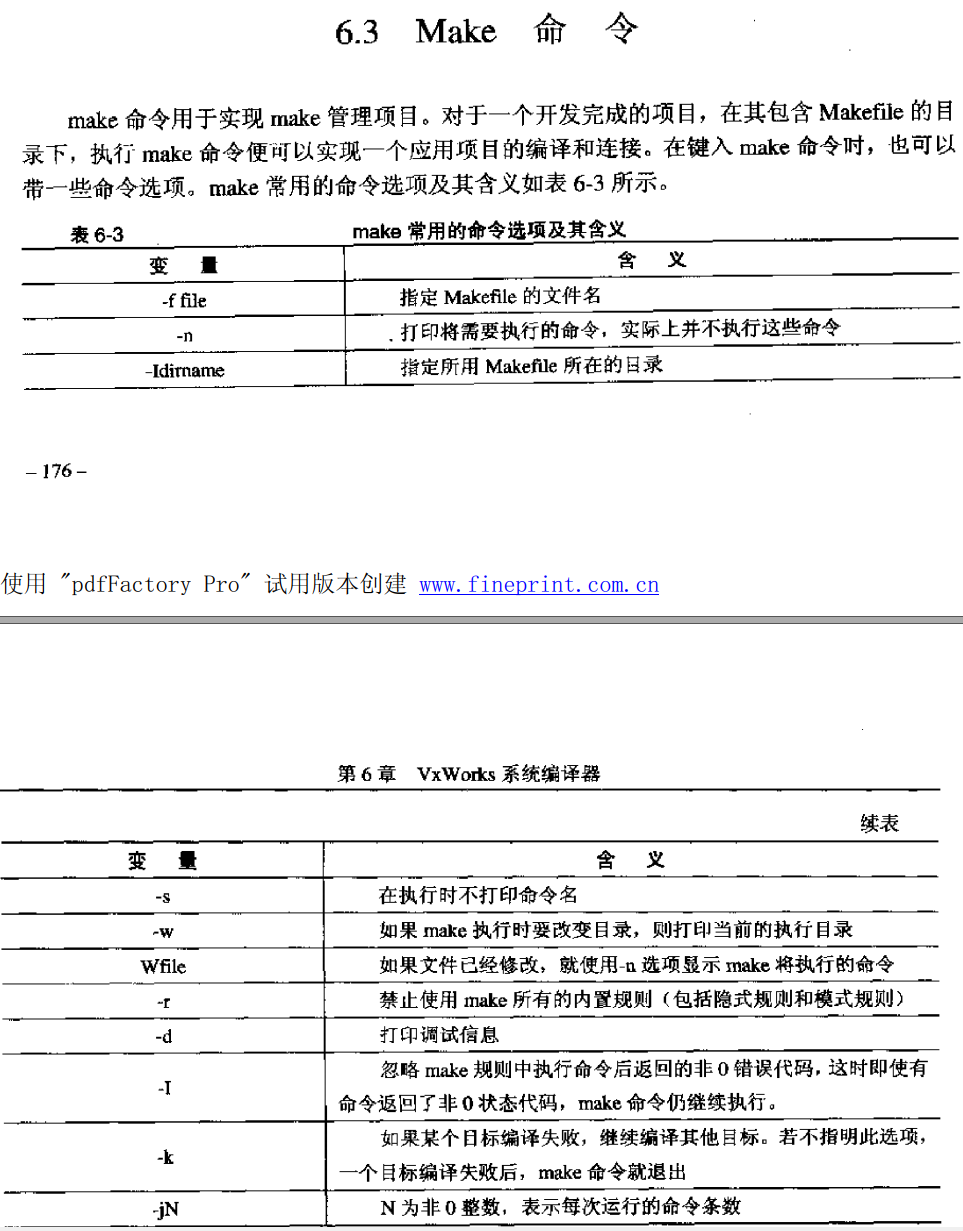 6.3 Make 命 令
make 命令用于实现 make 管理项目。对于一个开发完成的项目，在其包含 Makefile 的目
录下，执行 make 命令便可以实现一个应用项目的编译和连接。在键入 make 命令时，也可以
带一些命令选项。make 常用的命令选项及其含义如表 6-3 所示。
表 6-3 make 常用的命令选项及其含义
变 量 含 义
-f file 指定 Makefile 的文件名
-n 打印将需要执行的命令，实际上并不执行这些命令
-Idirname 指定所用 Makefile 所在的目录
– 176 –
使用 "pdfFactory Pro" 试用版本创建 www.fineprint.com.cn
第 6 章 VxWorks 系统编译器
续表
变 量 含 义
-s 在执行时不打印命令名
-w 如果 make 执行时要改变目录，则打印当前的执行目录
Wfile 如果文件已经修改，就使用-n 选项显示 make 将执行的命令
-r 禁止使用 make 所有的内置规则（包括隐式规则和模式规则）
-d 打印调试信息
-I 忽略 make 规则中执行命令后返回的非 0 错误代码，这时即使有
命令返回了非 0 状态代码，make 命令仍继续执行。
-k 如果某个目标编译失败，继续编译其他目标。若不指明此选项，
一个目标编译失败后，make 命令就退出
-jN N 为非 0 整数，表示每次运行的命令条数